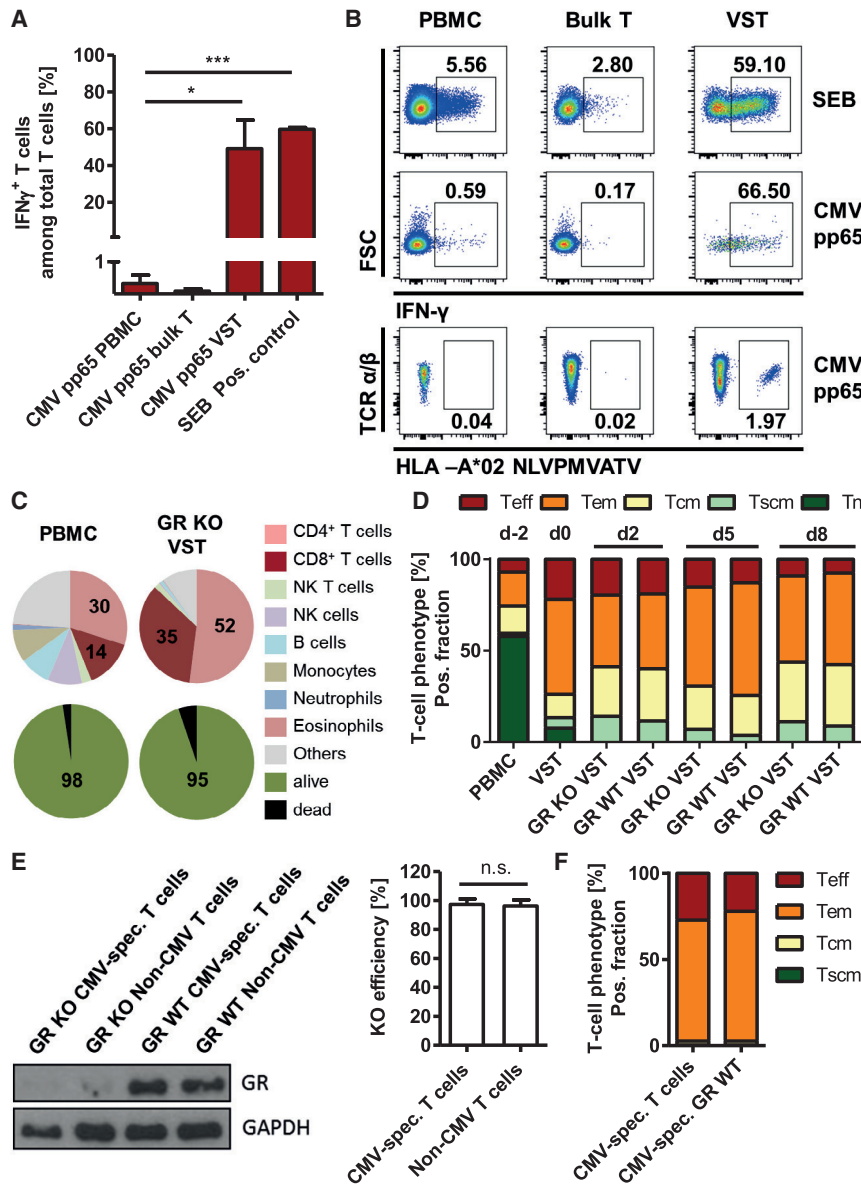 A
IFNγ+ T cells
among total T cells [%]
100
80
60
40
20
1
***
*
CMV pp65 PBMC
CMV pp65 bulk T
CMV pp65 VST
SEB Pos. control
B
PBMC
Bulk T
VST
5.56
2.80
59.10
SEB
0.59
0.17
66.50
CMV
pp65
FSC
IFN-γ
TCR α/β
0.04
0.02
1.97
CMV
pp65
HLA –A*02 NLVPMVATV
C
PBMC
GR KO
VST
30
14
52
35
98
95
CD4+ T cells
CD8+ T cells
NK T cells
NK cells
B cells
Monocytes
Neutrophils
Eosinophils
Others
alive
dead
D
Teff
Tem
Tcm
Tscm
Tn
d-2
d0
d2
d5
d8
T-cell phenotype [%]
Pos. fraction
100
50
0
PBMC
VST
GR KO VST
GR WT VST
GR KO VST
GR WT VST
GR KO VST
GR WT VST
E
GR KO CMV-spec. T cells
GR KO Non-CMV T cells
GR WT CMV-spec. T cells
GR WT Non-CMV T cells
GR
GAPDH
KO efficiency [%]
120
100
80
60
40
20
0
n.s.
CMV-spec. T cells
Non-CMV T cells
F
T-cell phenotype [%]
Pos. fraction
100
50
0
CMV-spec. T cells
CMV-spec. GR WT
Teff
Tem
Tcm
Tscm